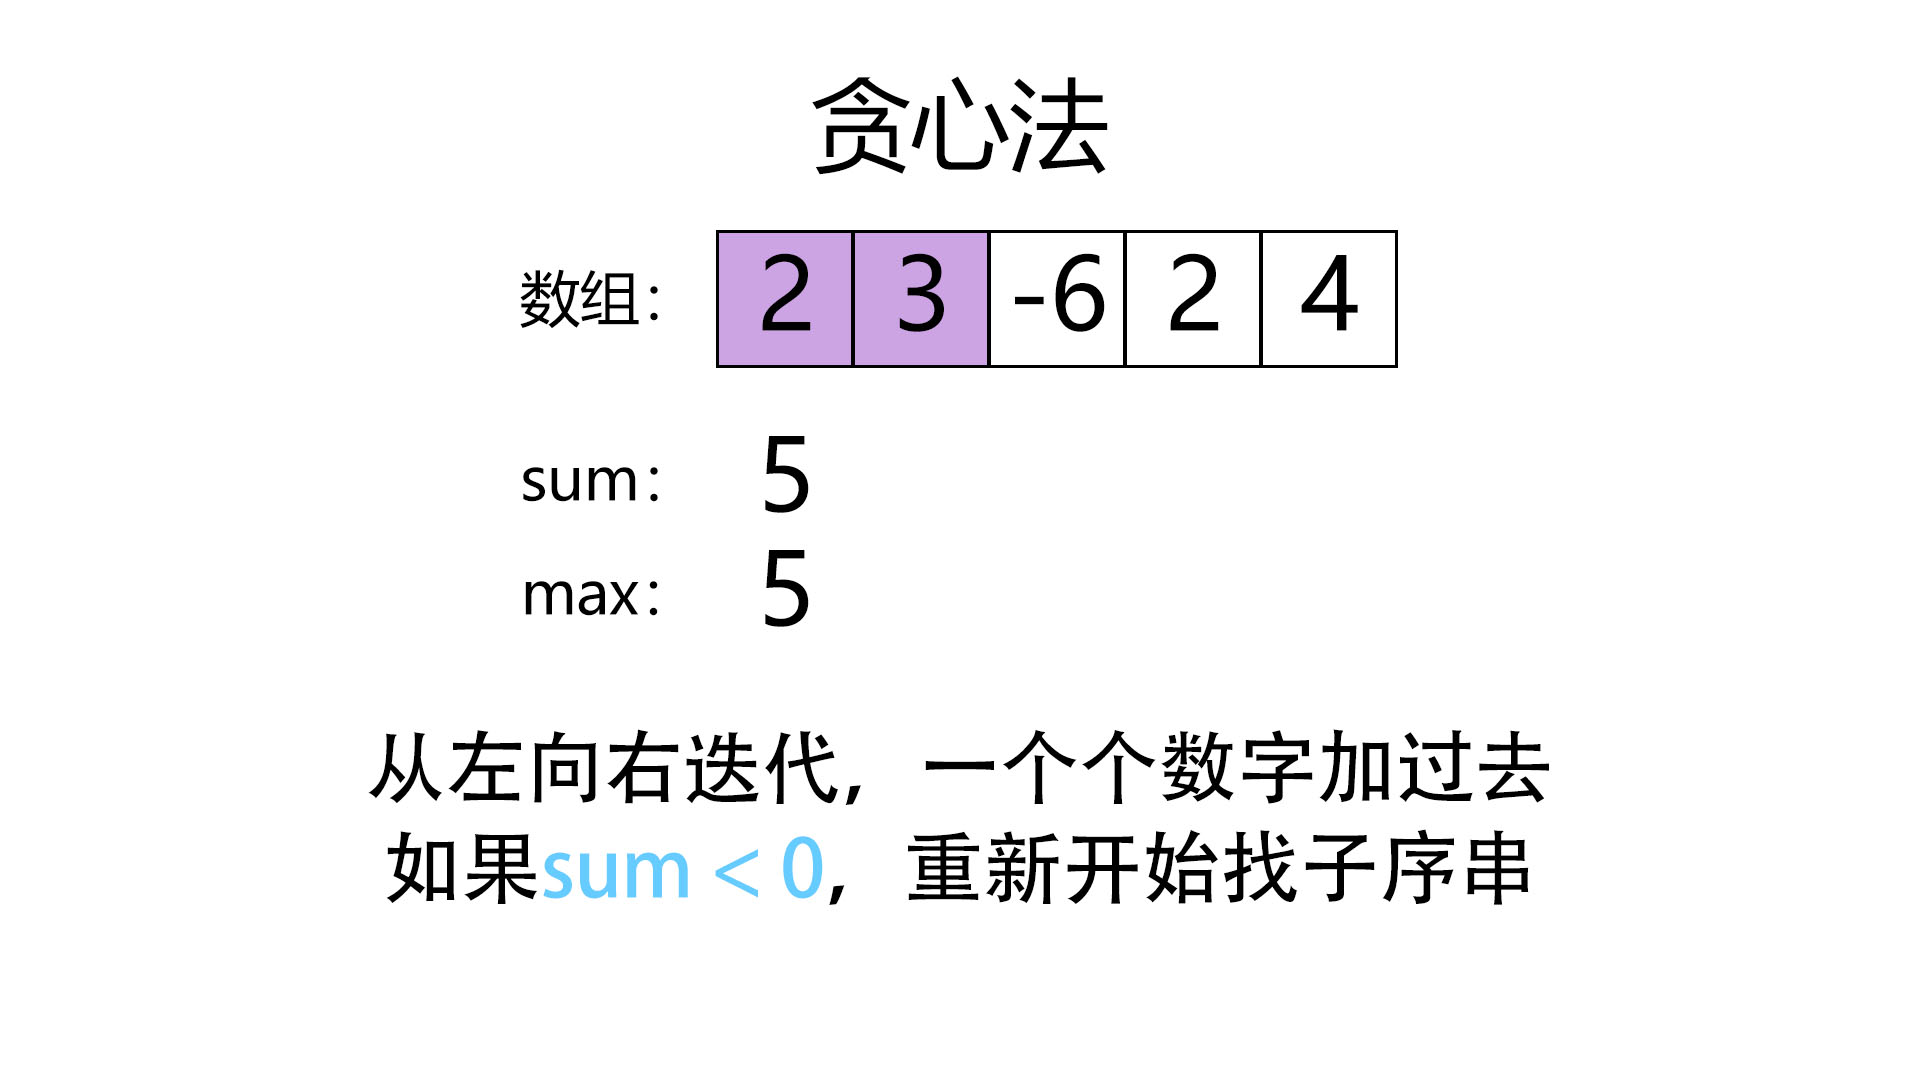 贪心法
数组： 2 3 -6 2 4
sum： 5
max： 5
从左向右迭代，一个个数字加过去
如果sum < 0，重新开始找子序串